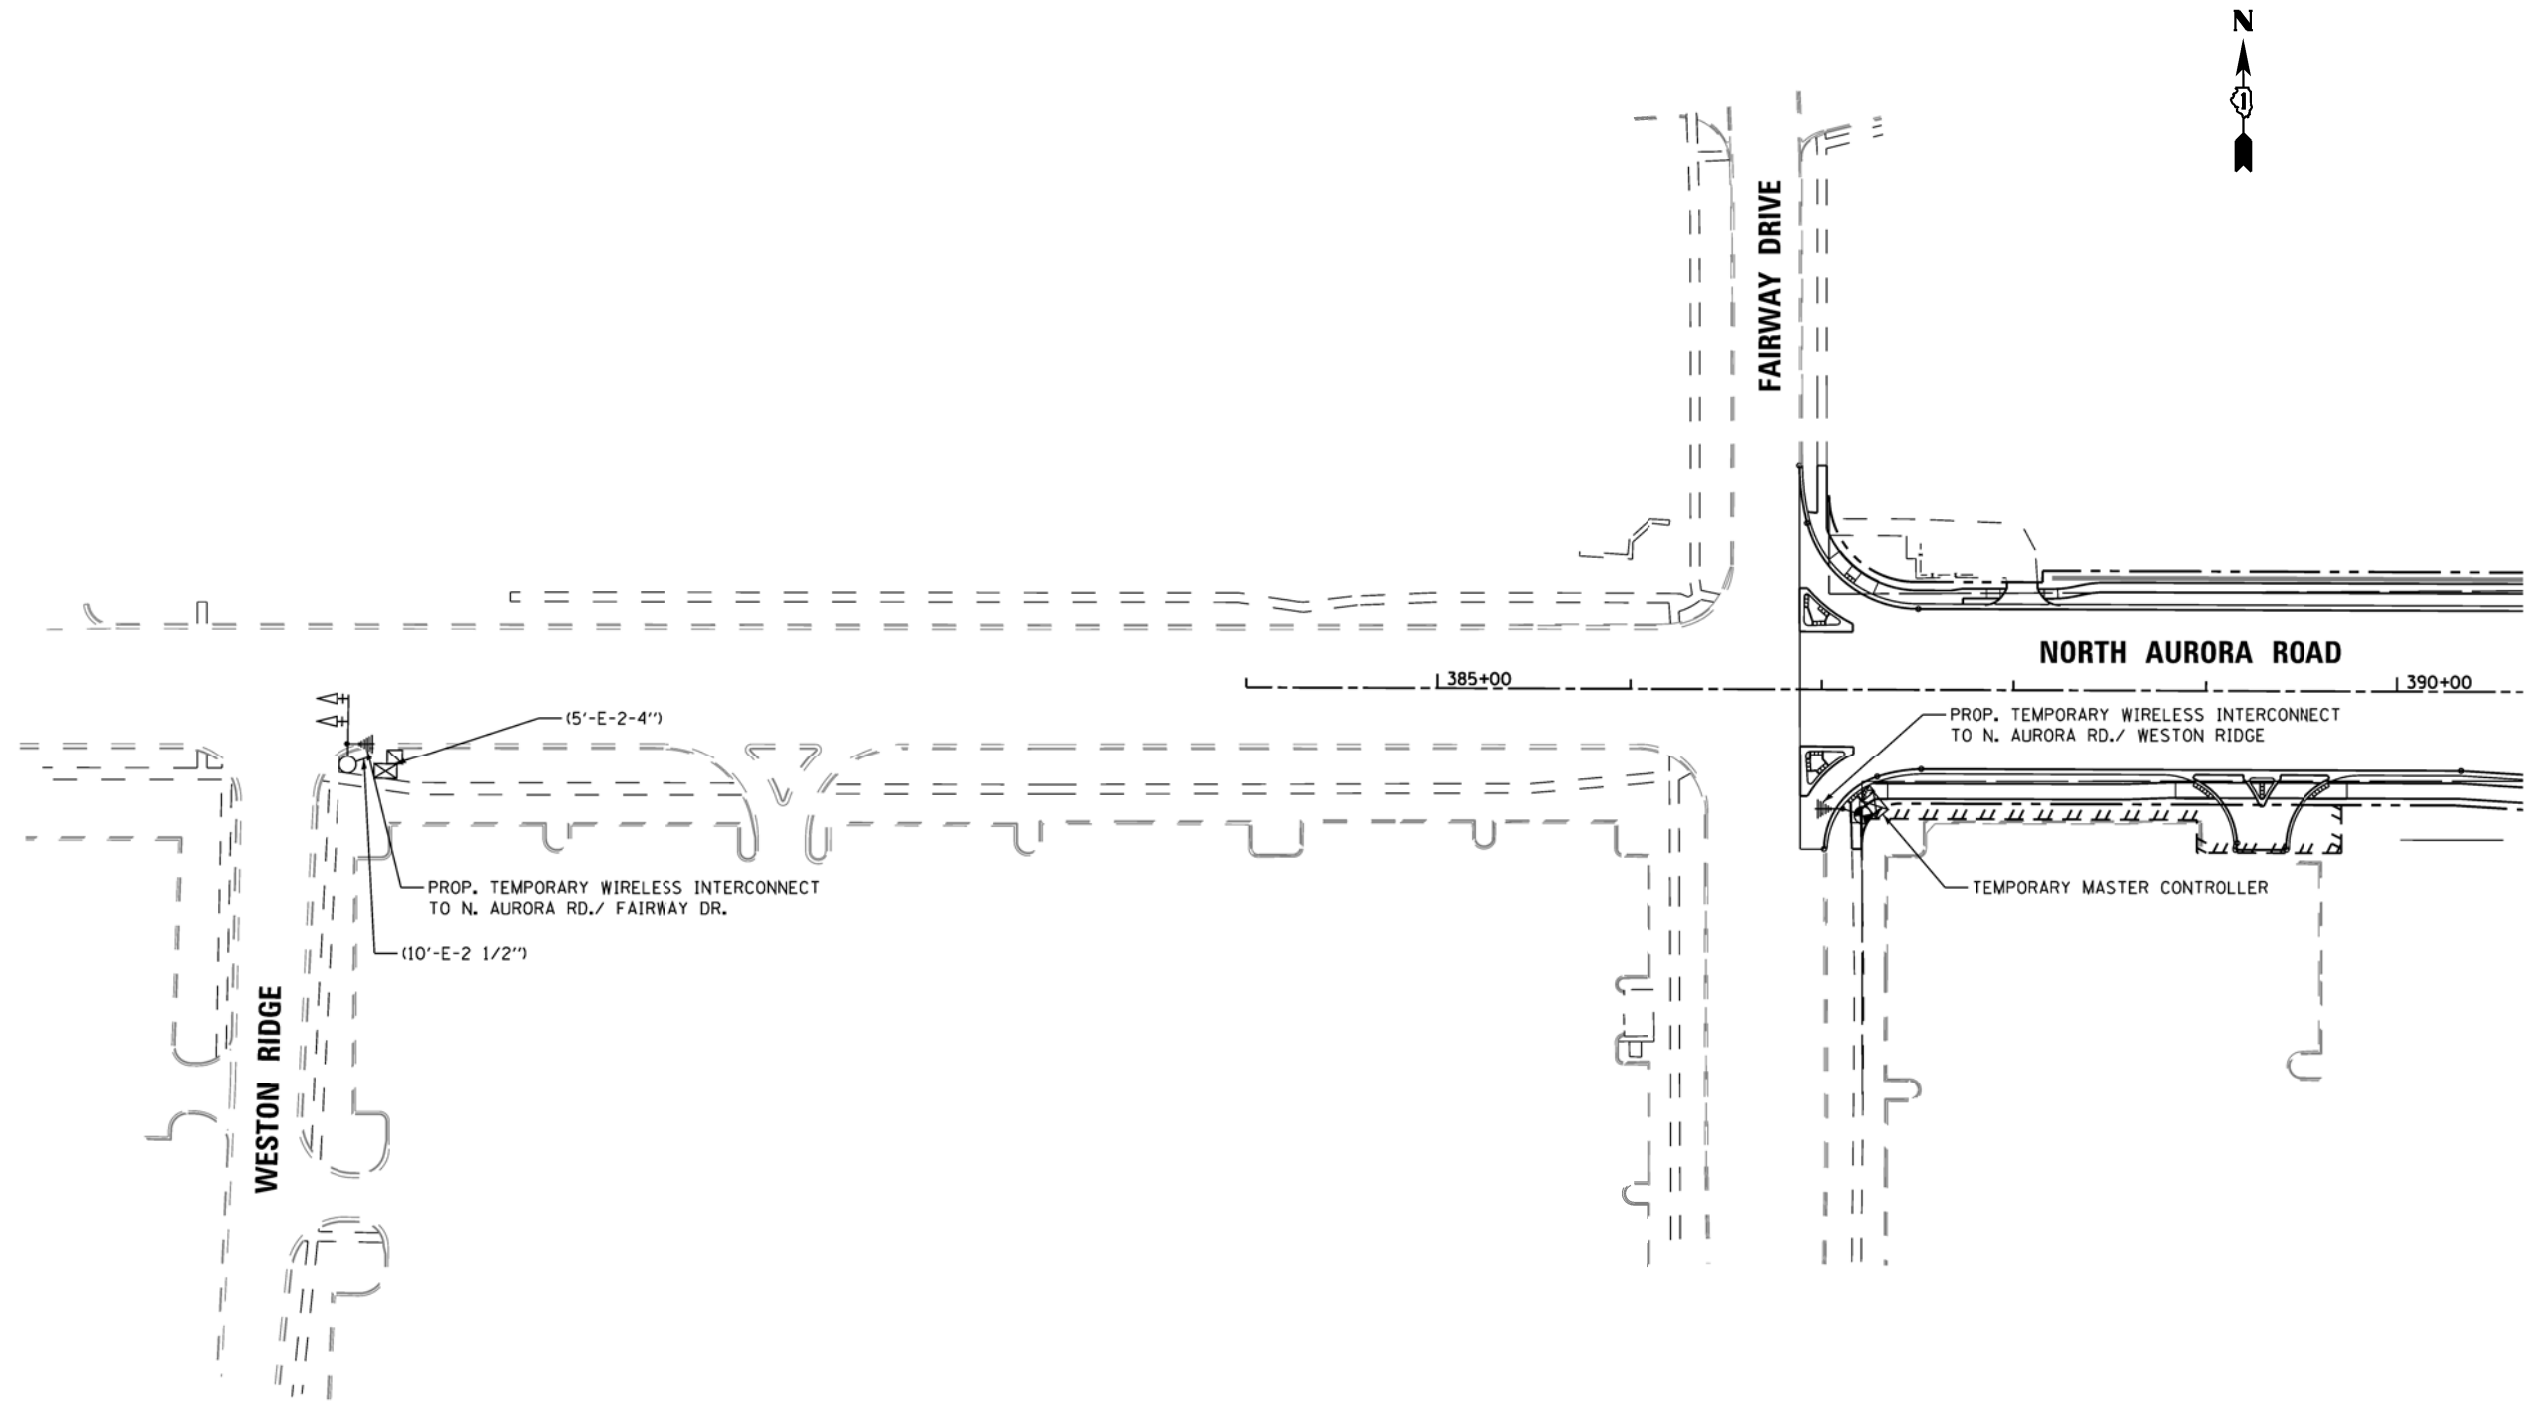 N
1
FAIRWAY DRIVE
NORTH AURORA ROAD
385+00
390+00
(5'-E-2-4")
PROP. TEMPORARY WIRELESS INTERCONNECT
TO N. AURORA RD./ WESTON RIDGE
PROP. TEMPORARY WIRELESS INTERCONNECT
TO N. AURORA RD./ FAIRWAY DR.
TEMPORARY MASTER CONTROLLER
(10'-E-2 1/2")
WESTON RIDGE